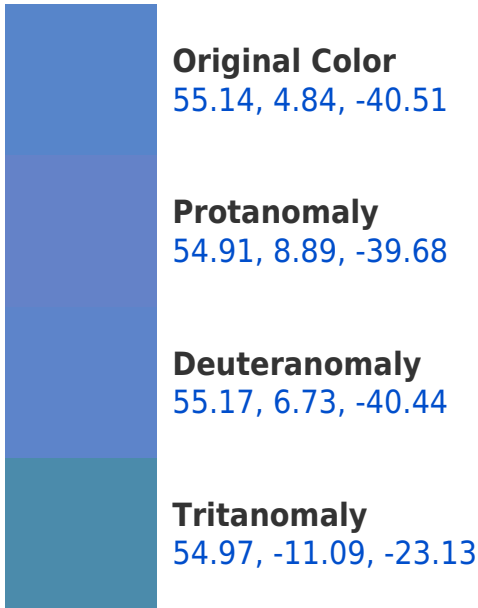 Original Color
55.14, 4.84, -40.51
Protanomaly
54.91, 8.89, -39.68
Deuteranomaly
55.17, 6.73, -40.44
Tritanomaly
54.97, -11.09, -23.13